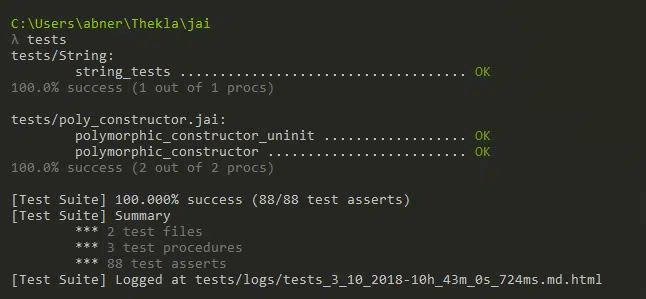 C:\Users\abner\Thekla\jai
λ tests
tests/String:
string_tests .................................... OK
100.0% success (1 out of 1 procs)
tests/poly_constructor.jai:
polymorphic_constructor_uninit .................. OK
polymorphic_constructor ......................... OK
100.0% success (2 out of 2 procs)
[Test Suite] 100.000% success (88/88 test asserts)
[Test Suite] Summary
*** 2 test files
*** 3 test procedures
*** 88 test asserts
[Test Suite] Logged at tests/logs/tests_3_10_2018-10h_43m_0s_724ms.md.html